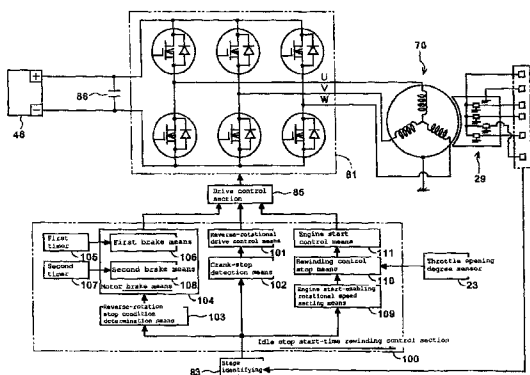 70
+
−
48
86
U
V
W
81
29
Drive control
section
85
First timer
105
First brake means
106
Second
timer
107
Second brake means
108
Motor brake means
104
Reverse-rotation
stop condition
determination means
103
Reverse-rotational
drive control means
101
Crank-stop
detection means
102
Engine start
control means
11
Rewinding control
stop means
10
Engine start-enabling
rotational speed
setting means
109
Throttle opening
degree sensor
23
Idle stop start-time rewinding control section
100
Stage
identifying
83